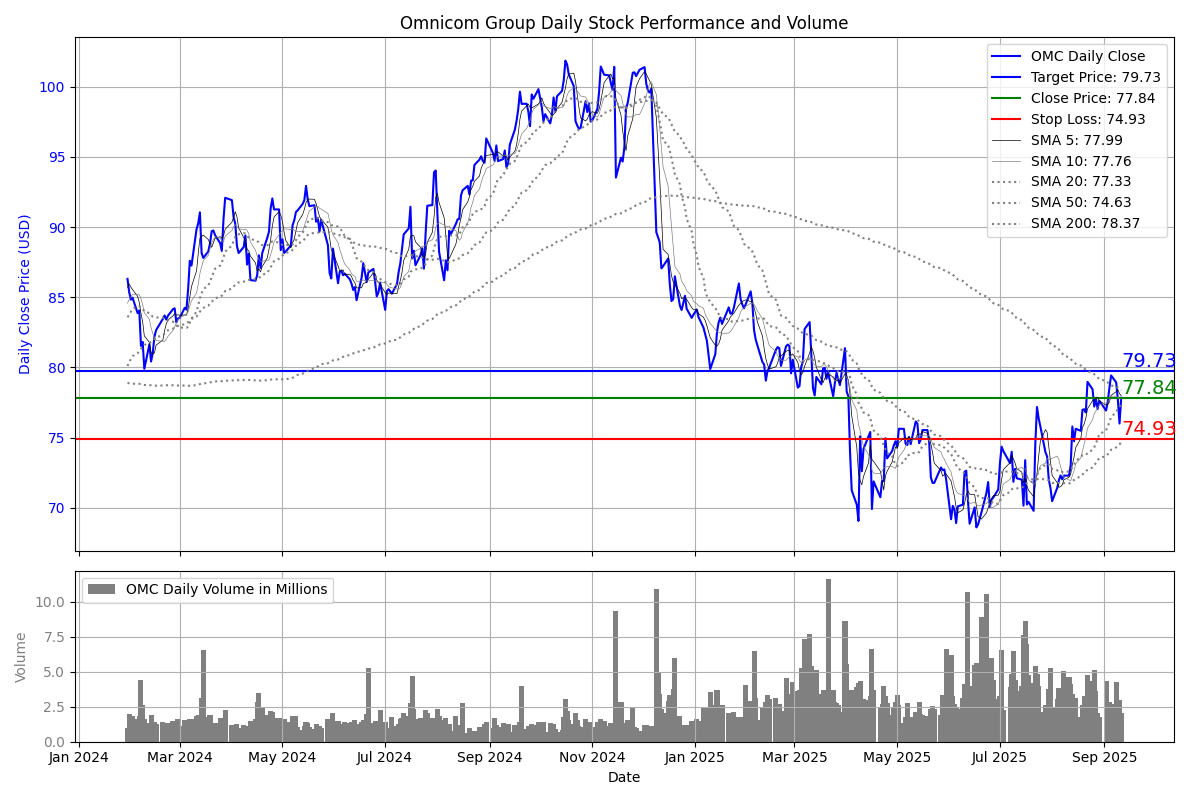 Omnicom Group Daily Stock Performance and Volume
Daily Close Price (USD)
100
95
90
85
80
75
70
OMC Daily Close
Target Price: 79.73
Close Price: 77.84
Stop Loss: 74.93
SMA 5: 77.99
SMA 10: 77.76
SMA 20: 77.33
SMA 50: 74.63
SMA 200: 78.37
79.73
77.84
74.93
Volume
10.0
7.5
5.0
2.5
0.0
OMC Daily Volume in Millions
Jan 2024 Mar 2024 May 2024 Jul 2024 Sep 2024 Nov 2024 Jan 2025 Mar 2025 May 2025 Jul 2025 Sep 2025
Date